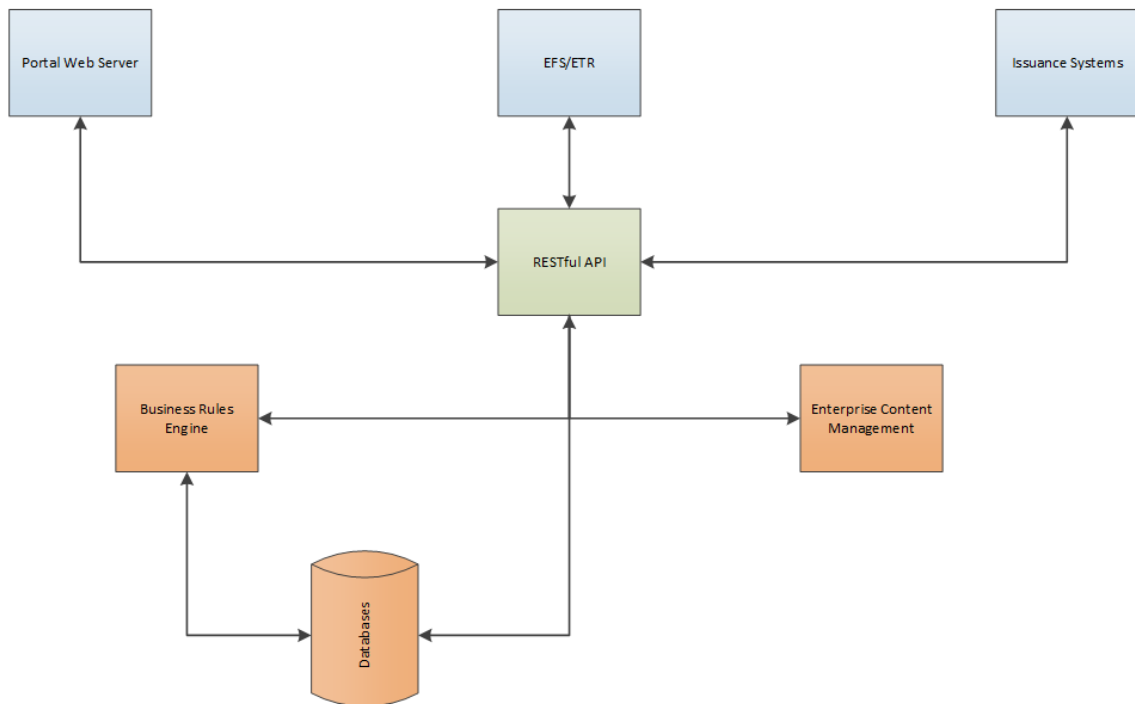 Portal Web Server
EFS/ETR
Issuance Systems
RESTful API
Business Rules
Engine
Enterprise Content
Management
Databases